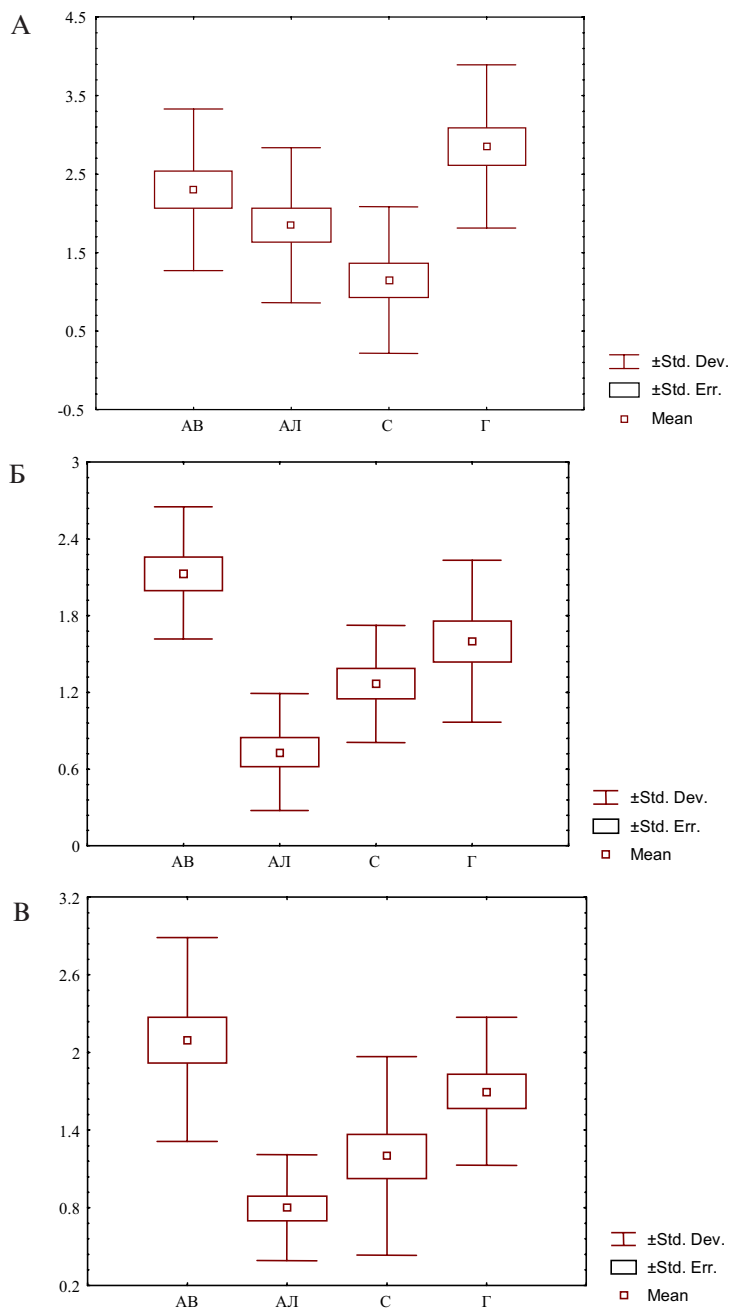 А
4.5
3.5
2.5
1.5
0.5
-0.5
АВ АЛ С Г
±Std. Dev.
±Std. Err.
Mean
Б
3
2.4
1.8
1.2
0.6
0
АВ АЛ С Г
±Std. Dev.
±Std. Err.
Mean
В
3.2
2.6
2
1.4
0.8
0.2
АВ АЛ С Г
±Std. Dev.
±Std. Err.
Mean